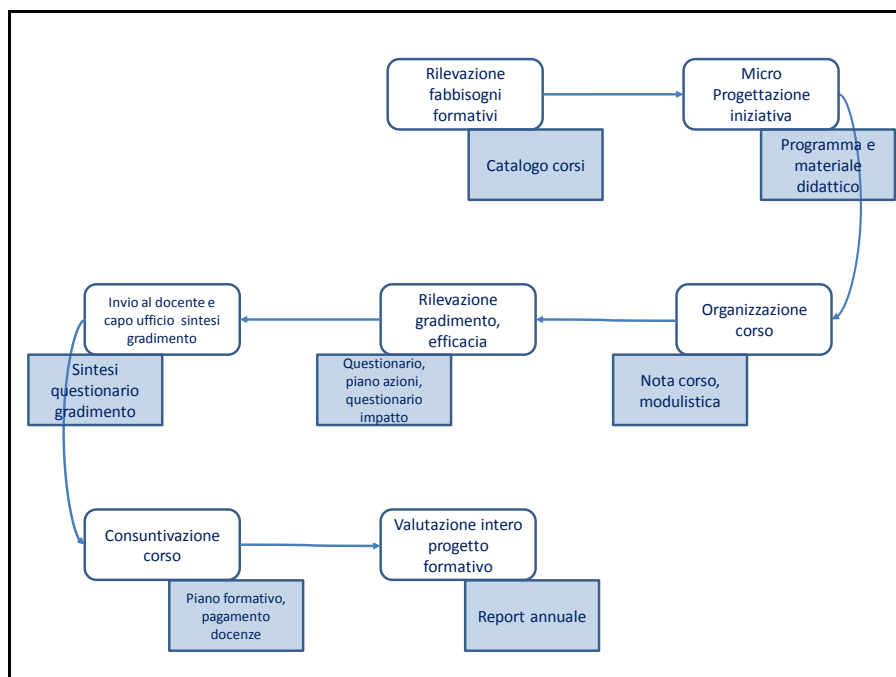 Rilevazione
fabbisogni
formativi
Catalogo corsi
Micro
Progettazione
iniziativa
Programma e
materiale
didattico
Organizzazione
corso
Nota corso,
modulistica
Rilevazione
gradimento,
efficacia
Questionario,
piano azioni,
questionario
impatto
Invio al docente e
capo ufficio sintesi
gradimento
Sintesi
questionario
gradimento
Consuntivazione
corso
Piano formativo,
pagamento
docenze
Valutazione intero
progetto
formativo
Report annuale